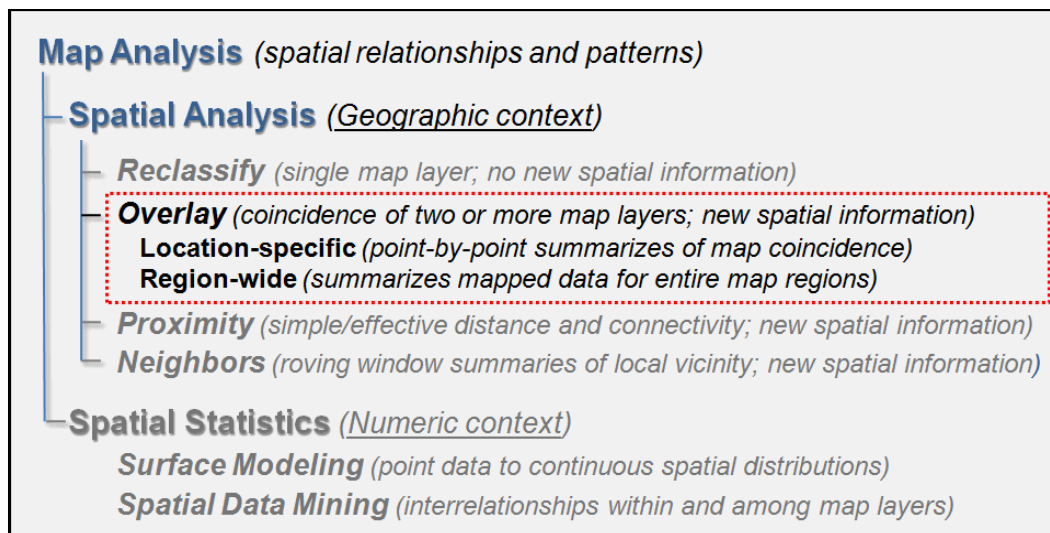 Map Analysis (spatial relationships and patterns)
Spatial Analysis (Geographic context)
Reclassify (single map layer; no new spatial information)
Overlay (coincidence of two or more map layers; new spatial information)
Location-specific (point-by-point summarizes of map coincidence)
Region-wide (summarizes mapped data for entire map regions)
Proximity (simple/effective distance and connectivity; new spatial information)
Neighbors (roving window summaries of local vicinity; new spatial information)
Spatial Statistics (Numeric context)
Surface Modeling (point data to continuous spatial distributions)
Spatial Data Mining (interrelationships within and among map layers)